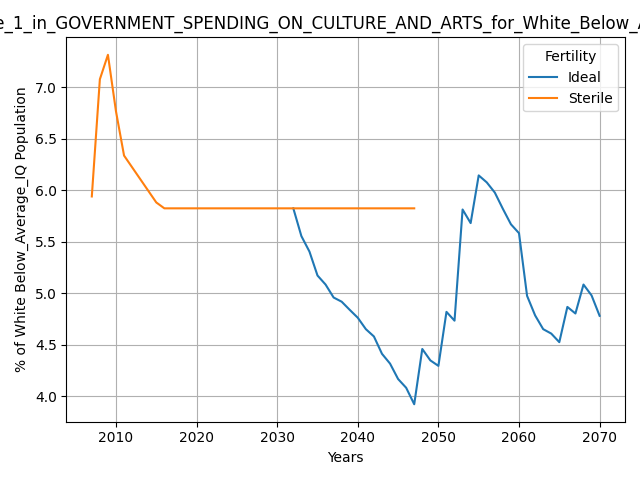 e_1_in_GOVERNMENT_SPENDING_ON_CULTURE_AND_ARTS_for_White_Below_A
Fertility
Ideal
Sterile
% of White Below_Average_IQ Population
7.0
6.5
6.0
5.5
5.0
4.5
4.0
2010 2020 2030 2040 2050 2060 2070
Years